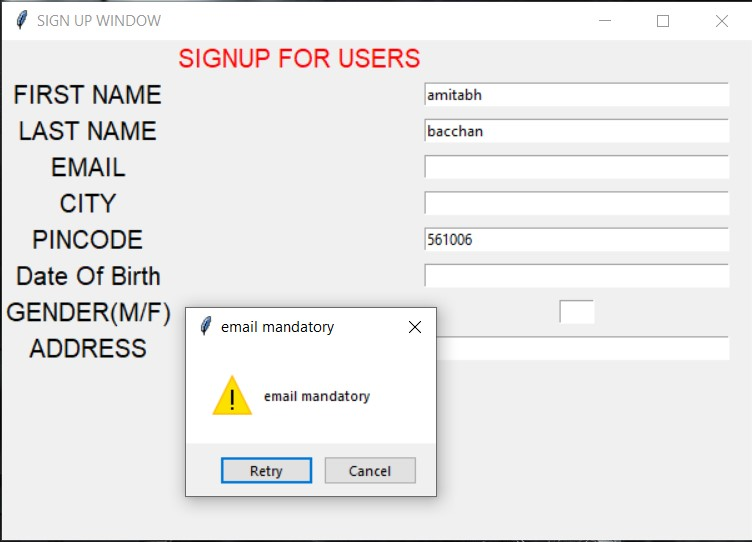 SIGN UP WINDOW
SIGNUP FOR USERS
FIRST NAME amitabh
LAST NAME bacchan
EMAIL
CITY
PINCODE 561006
Date Of Birth
GENDER(M/F)
ADDRESS
email mandatory
email mandatory
Retry Cancel